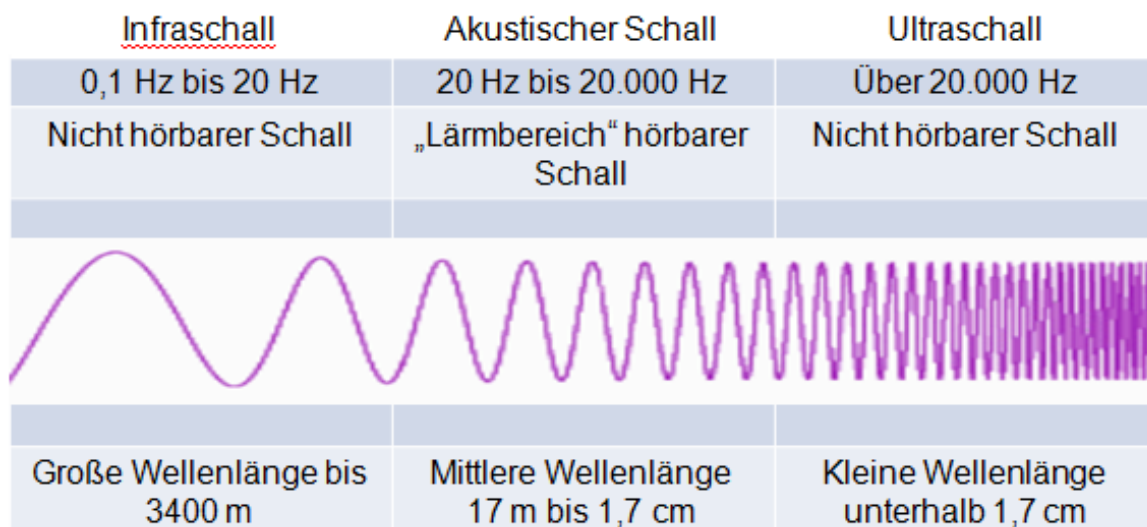 Infraschall
Akustischer Schall
Ultraschall
0,1 Hz bis 20 Hz
20 Hz bis 20.000 Hz
Über 20.000 Hz
Nicht hörbarer Schall
„Lärmbereich“ hörbarer
Schall
Nicht hörbarer Schall
Große Wellenlänge bis
3400 m
Mittlere Wellenlänge
17 m bis 1,7 cm
Kleine Wellenlänge
unterhalb 1,7 cm